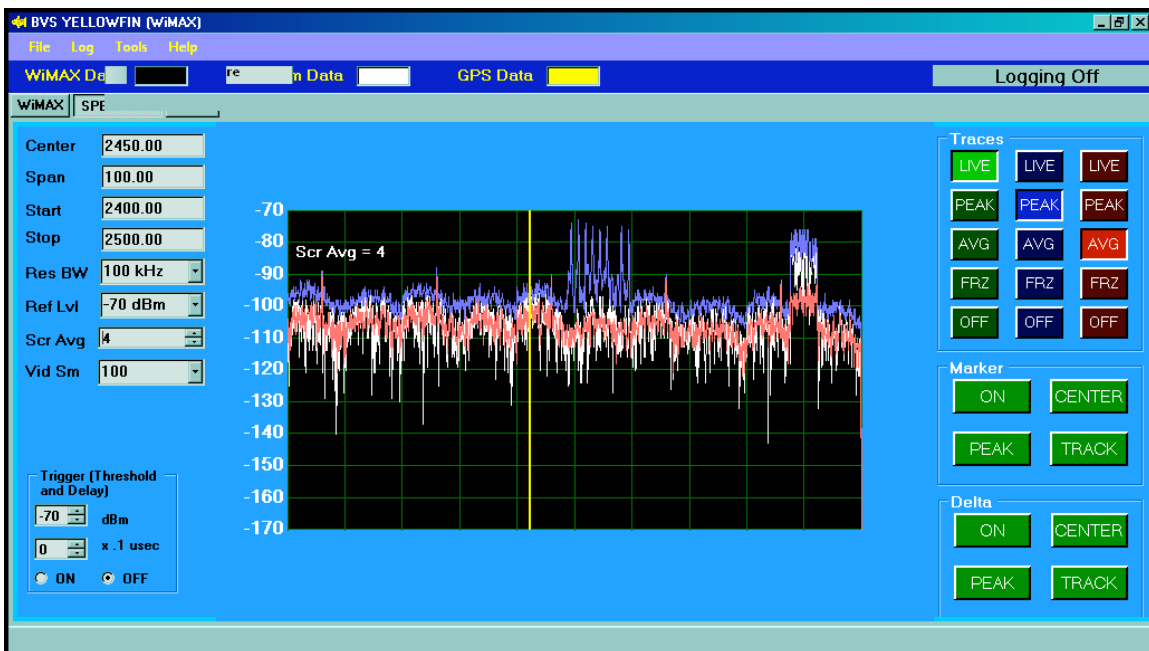 BVS YELLOWFIN (WiMAX)
File Log Tools Help
WiMAX Da re n Data GPS Data Logging Off
WiMAX SPE
Center 2450.00
Span 100.00
Start 2400.00
Stop 2500.00
Res BW 100 kHz
Ref Lvl -70 dBm
Scr Avg 4
Vid Sm 100
Trigger (Threshold
and Delay)
-70 dBm
0 x .1 usec
ON OFF
-70
-80
-90
-100
-110
-120
-130
-140
-150
-160
-170
Scr Avg = 4
Traces
LIVE LIVE LIVE
PEAK PEAK PEAK
AVG AVG AVG
FRZ FRZ FRZ
OFF OFF OFF
Marker
ON CENTER
PEAK TRACK
Delta
ON CENTER
PEAK TRACK